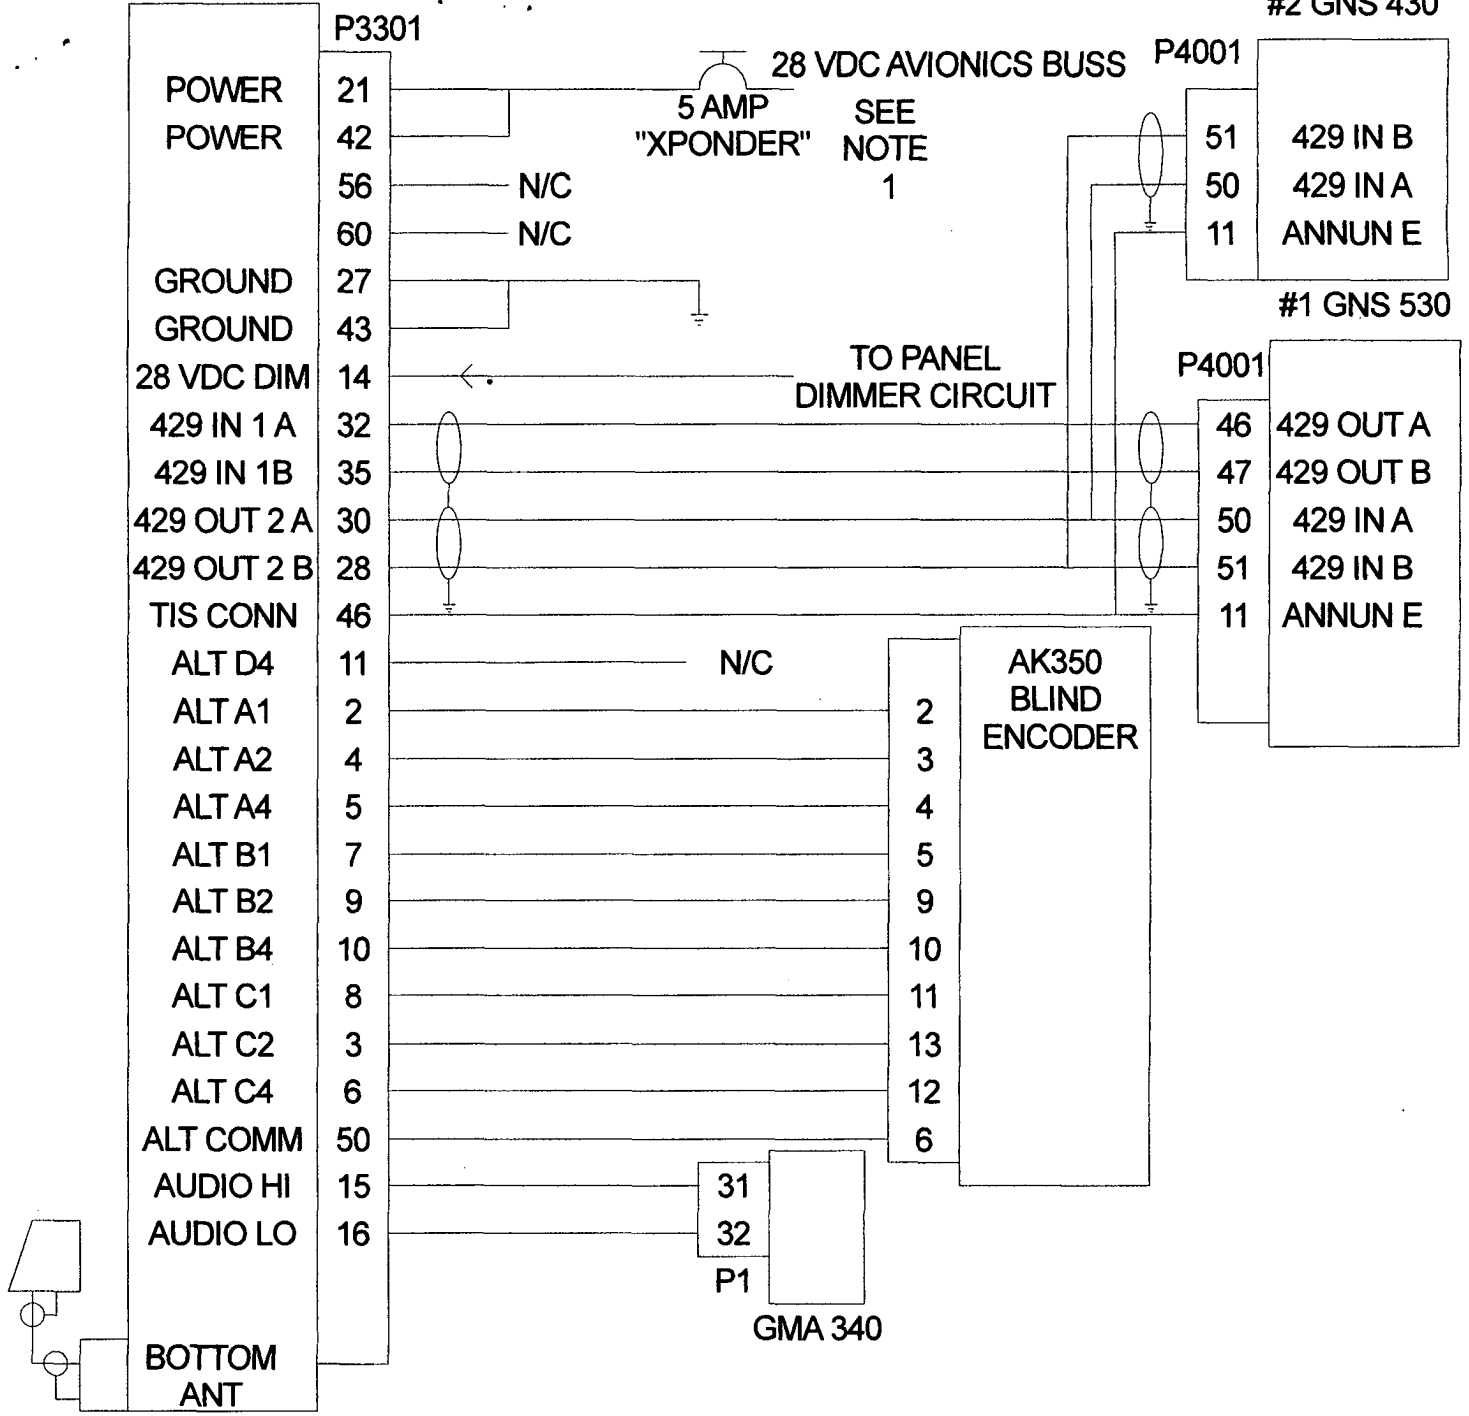 #2 GNS 430
P3301
P4001
POWER 21
28 VDC AVIONICS BUSS
5 AMP
"XPONDER"
SEE
NOTE
1
POWER 42
51 429 IN B
56 N/C
50 429 IN A
60 N/C
11 ANNUN E
GROUND 27
#1 GNS 530
GROUND 43
P4001
28 VDC DIM 14
TO PANEL
DIMMER CIRCUIT
429 IN 1 A 32
46 429 OUT A
429 IN 1B 35
47 429 OUT B
429 OUT 2 A 30
50 429 IN A
429 OUT 2 B 28
51 429 IN B
TIS CONN 46
11 ANNUN E
ALT D4 11 N/C
AK350
BLIND
ENCODER
ALT A1 2 2
ALT A2 4 3
ALT A4 5 4
ALT B1 7 5
ALT B2 9 9
ALT B4 10 10
ALT C1 8 11
ALT C2 3 13
ALT C4 6 12
ALT COMM 50 6
AUDIO HI 15 31
AUDIO LO 16 32
P1
GMA 340
BOTTOM
ANT